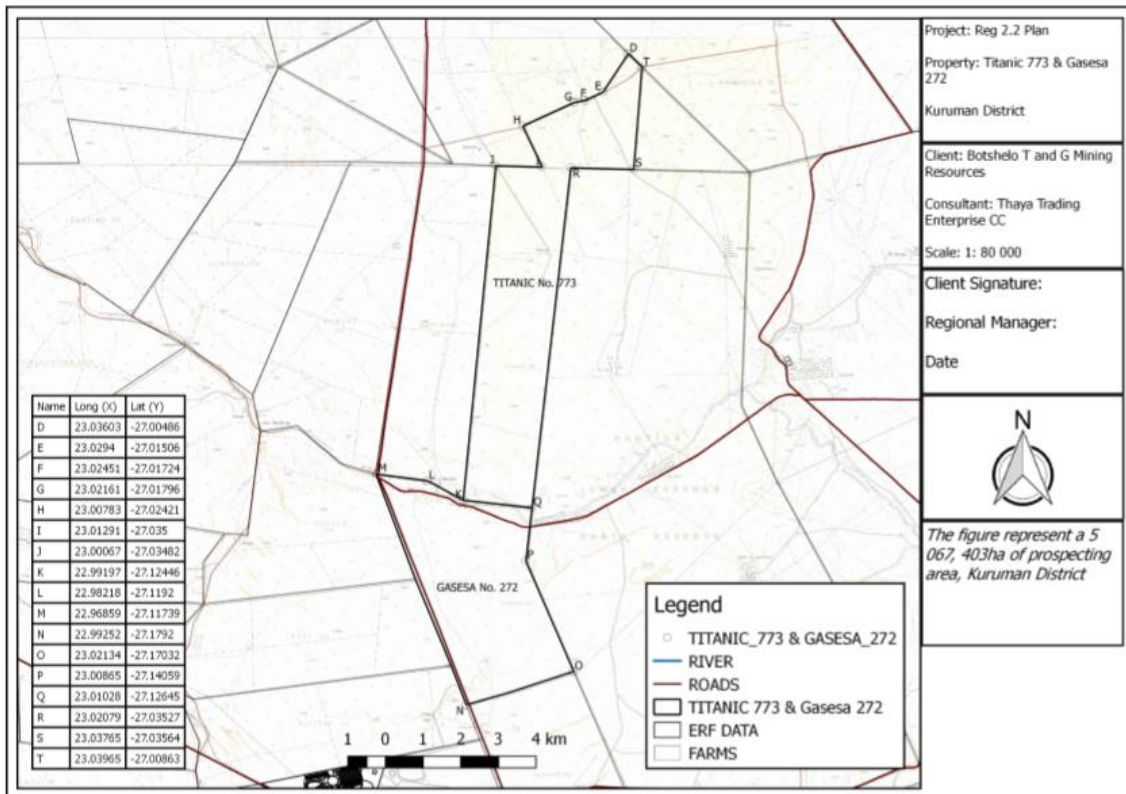 D
T
E
F
G
H
J
R
S
TITANIC No. 773
M
L
K
Q
P
GASESA No. 272
O
N
1 0 1 2 3 4 km
Name Long (X) Lat (Y)
D 23.03603 -27.00486
E 23.0294 -27.01506
F 23.02451 -27.01724
G 23.02161 -27.01796
H 23.00783 -27.02421
I 23.01291 -27.035
J 23.00067 -27.03482
K 22.99197 -27.12446
L 22.98218 -27.1192
M 22.96859 -27.11739
N 22.99252 -27.1792
O 23.02134 -27.17032
P 23.00865 -27.14059
Q 23.01028 -27.12645
R 23.02079 -27.03527
S 23.03765 -27.03564
T 23.03965 -27.00863
Legend
TITANIC_773 & GASESA_272
RIVER
ROADS
TITANIC 773 & Gasesa 272
ERF DATA
FARMS
Project: Reg 2.2 Plan
Property: Titanic 773 & Gasesa
272
Kuruman District
Client: Botshelo T and G Mining
Resources
Consultant: Thaya Trading
Enterprise CC
Scale: 1: 80 000
Client Signature:
Regional Manager:
Date
N
The figure represent a 5
067, 403ha of prospecting
area, Kuruman District